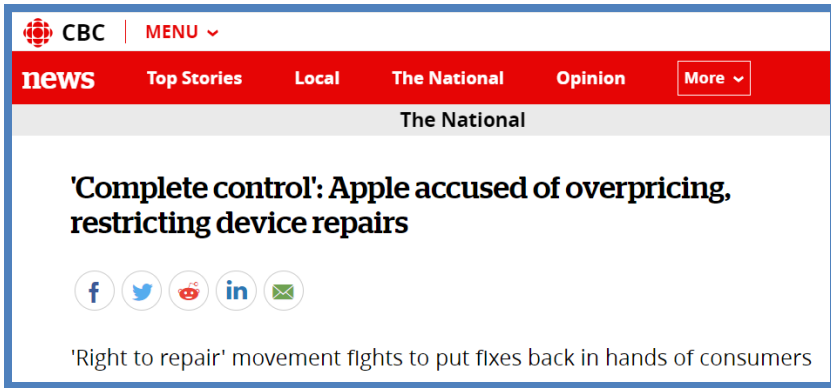 CBC MENU
news Top Stories Local The National Opinion More
The National
'Complete control': Apple accused of overpricing,
restricting device repairs
f in
'Right to repair' movement fights to put fixes back in hands of consumers